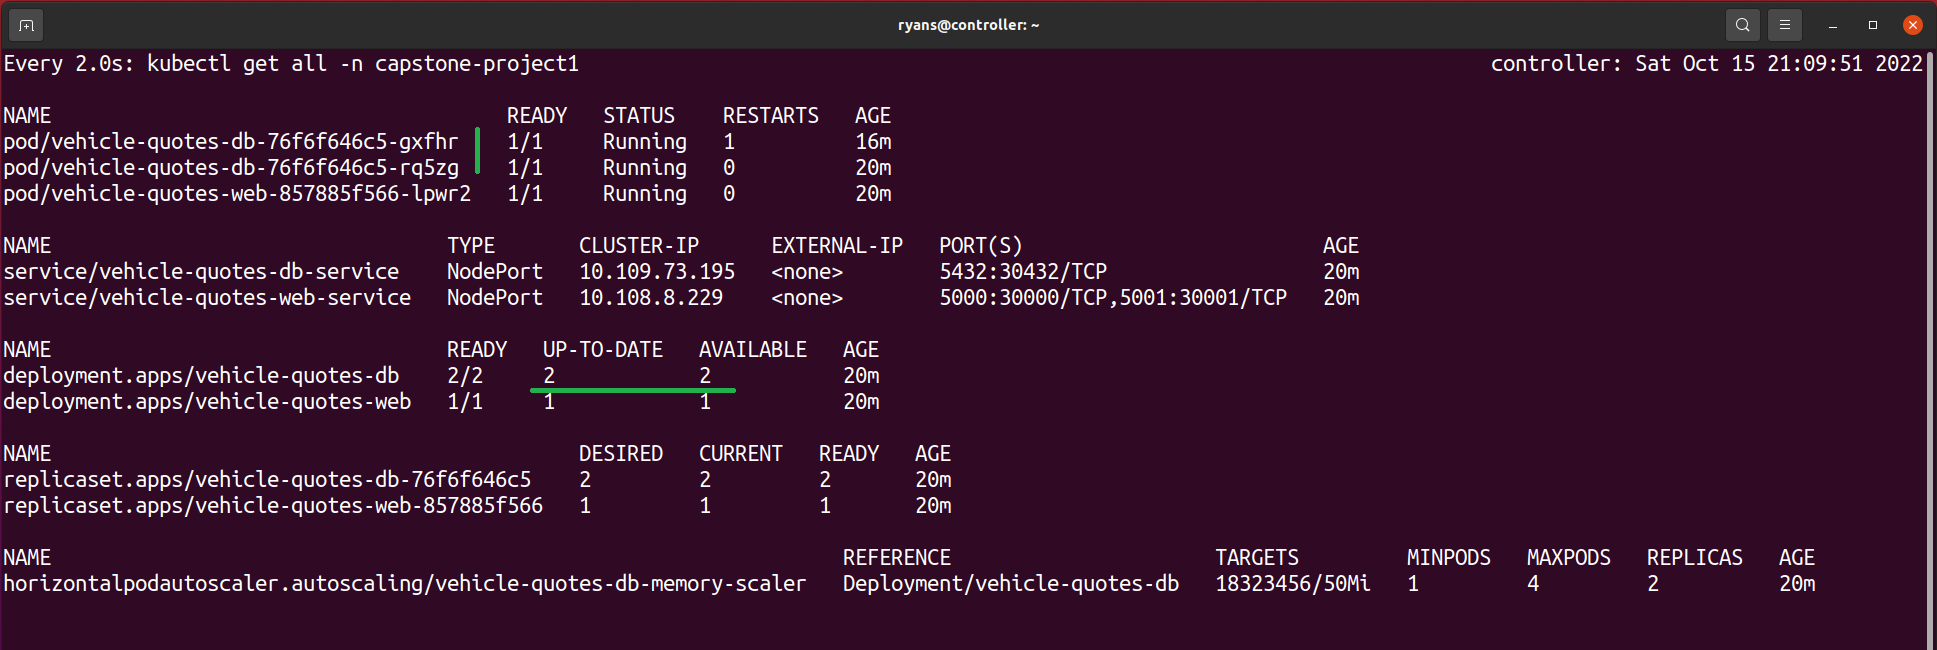 ryans@controller: ~
Every 2.0s: kubectl get all -n capstone-project1 controller: Sat Oct 15 21:09:51 2022
NAME READY STATUS RESTARTS AGE
pod/vehicle-quotes-db-76f6f646c5-gxfhr 1/1 Running 1 16m
pod/vehicle-quotes-db-76f6f646c5-rq5zg 1/1 Running 0 20m
pod/vehicle-quotes-web-857885f566-lpwr2 1/1 Running 0 20m
NAME TYPE CLUSTER-IP EXTERNAL-IP PORT(S) AGE
service/vehicle-quotes-db-service NodePort 10.109.73.195 <none> 5432:30432/TCP 20m
service/vehicle-quotes-web-service NodePort 10.108.8.229 <none> 5000:30000/TCP,5001:30001/TCP 20m
NAME READY UP-TO-DATE AVAILABLE AGE
deployment.apps/vehicle-quotes-db 2/2 2 2 20m
deployment.apps/vehicle-quotes-web 1/1 1 1 20m
NAME DESIRED CURRENT READY AGE
replicaset.apps/vehicle-quotes-db-76f6f646c5 2 2 2 20m
replicaset.apps/vehicle-quotes-web-857885f566 1 1 1 20m
NAME REFERENCE TARGETS MINPODS MAXPODS REPLICAS AGE
horizontalpodautoscaler.autoscaling/vehicle-quotes-db-memory-scaler Deployment/vehicle-quotes-db 18323456/50Mi 1 4 2 20m